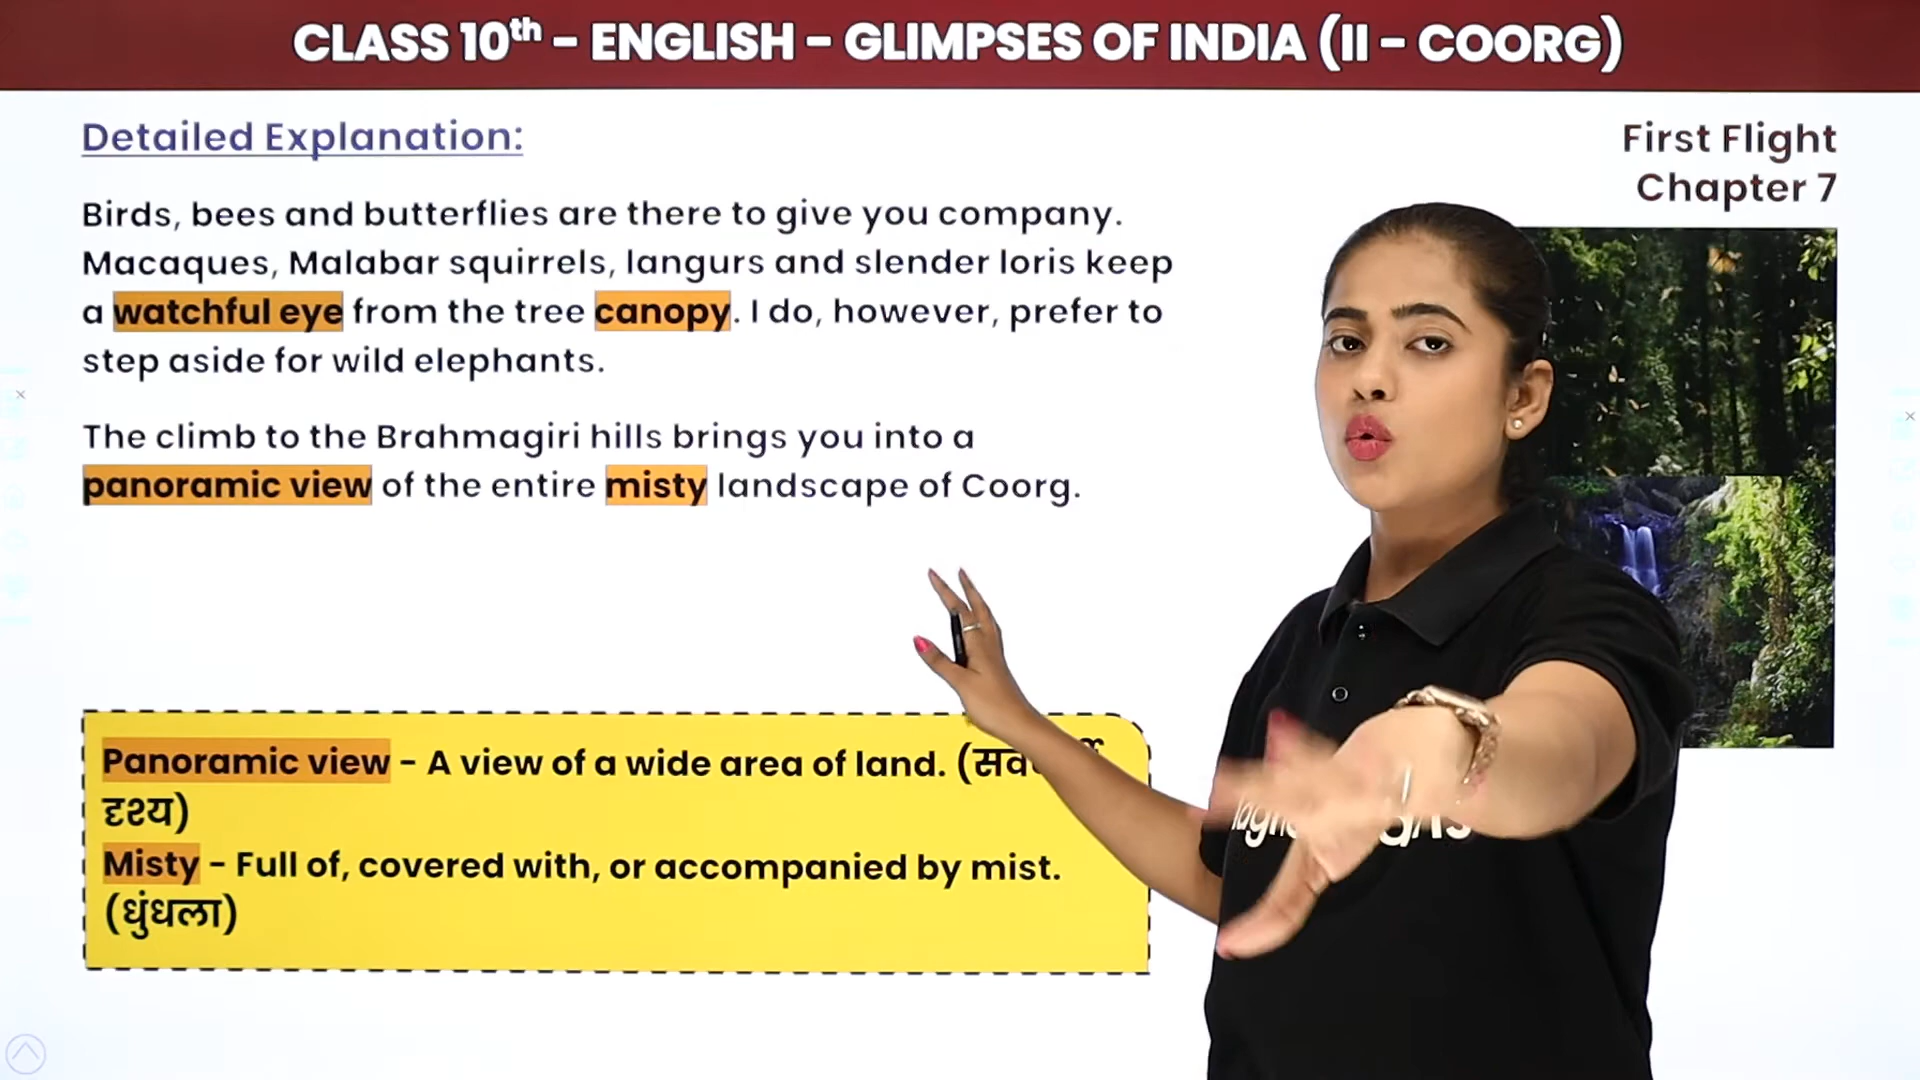 CLASS 10th - ENGLISH - GLIMPSES OF INDIA (II - COORG)
Detailed Explanation:
First Flight
Chapter 7
Birds, bees and butterflies are there to give you company.
Macaques, Malabar squirrels, langurs and slender loris keep
a watchful eye from the tree canopy. I do, however, prefer to
step aside for wild elephants.
The climb to the Brahmagiri hills brings you into a
panoramic view of the entire misty landscape of Coorg.
Panoramic view - A view of a wide area of land. (
दृश्य)
Misty - Full of, covered with, or accompanied by mist.
(धुंधला)